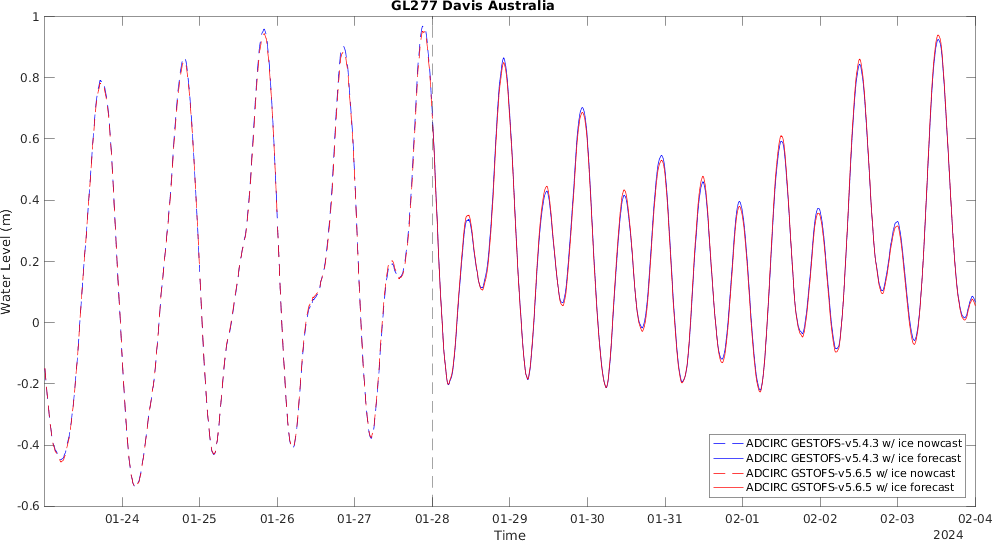 GL277 Davis Australia
1
0.8
0.6
0.4
0.2
0
-0.2
-0.4
-0.6
Water Level (m)
01-24 01-25 01-26 01-27 01-28 01-29 01-30 01-31 02-01 02-02 02-03 02-04
Time
2024
ADCIRC GESTOFS-v5.4.3 w/ ice nowcast
ADCIRC GESTOFS-v5.4.3 w/ ice forecast
ADCIRC GSTOFS-v5.6.5 w/ ice nowcast
ADCIRC GSTOFS-v5.6.5 w/ ice forecast